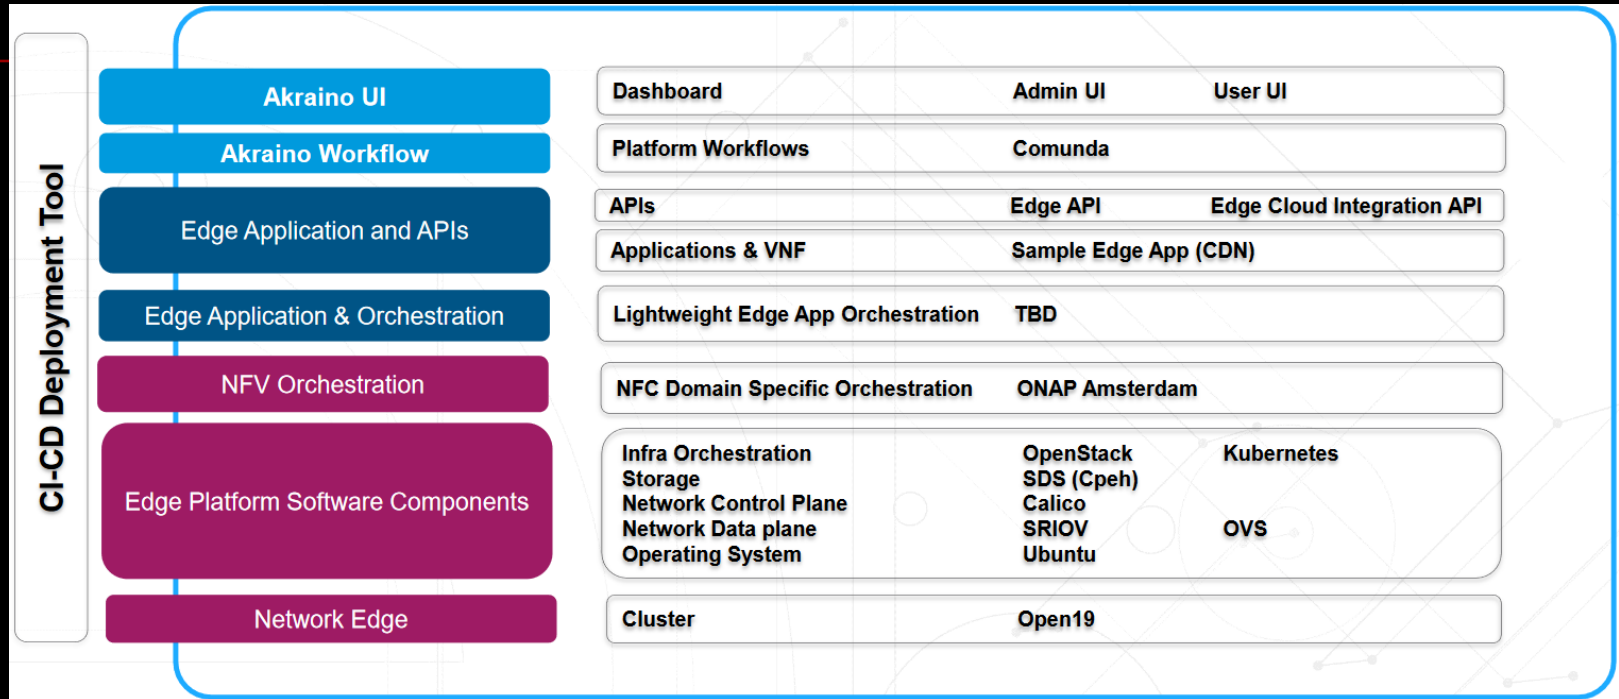 CI-CD Deployment Tool
Akraino UI
Dashboard Admin UI User UI
Akraino Workflow
Platform Workflows Comunda
Edge Application and APIs
APIs Edge API Edge Cloud Integration API
Applications & VNF Sample Edge App (CDN)
Edge Application & Orchestration
Lightweight Edge App Orchestration TBD
NFV Orchestration
NFC Domain Specific Orchestration ONAP Amsterdam
Edge Platform Software Components
Infra Orchestration OpenStack Kubernetes
Storage SDS (Cpeh)
Network Control Plane Calico
Network Data plane SRIOV OVS
Operating System Ubuntu
Network Edge
Cluster Open19